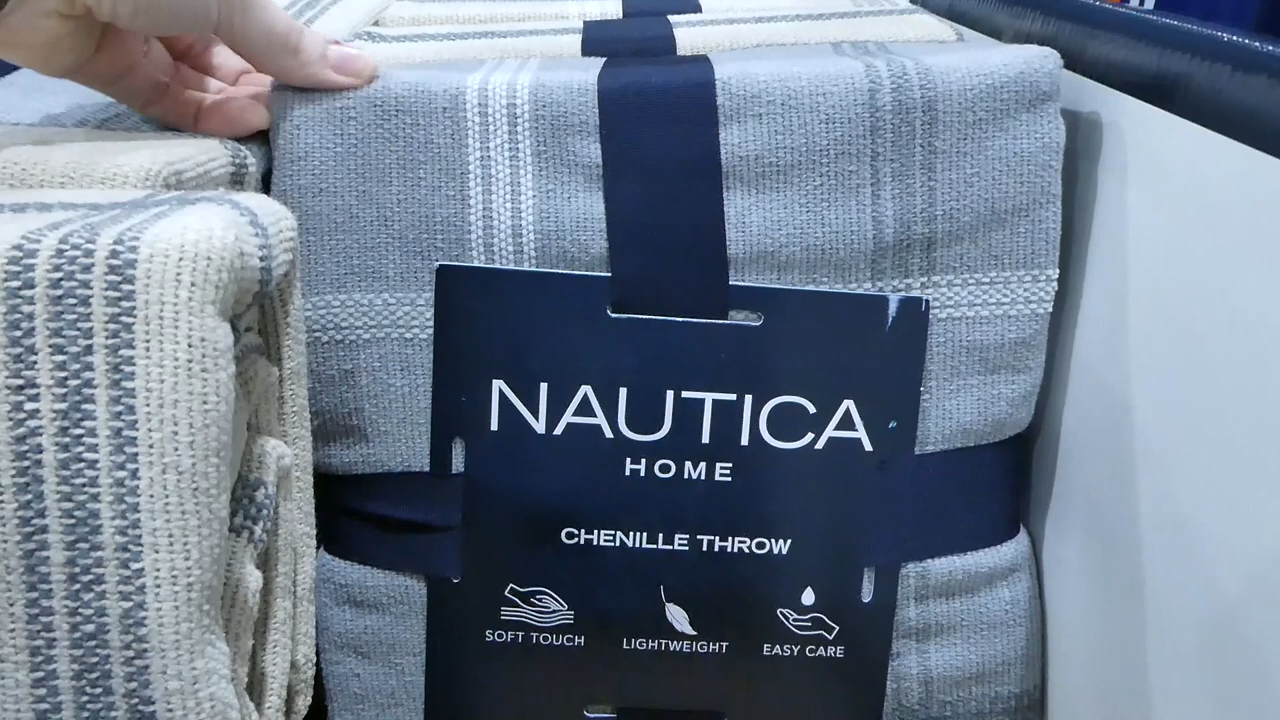 NAUTICA
HOME
CHENILLE THROW
SOFT TOUCH
LIGHTWEIGHT
EASY CARE